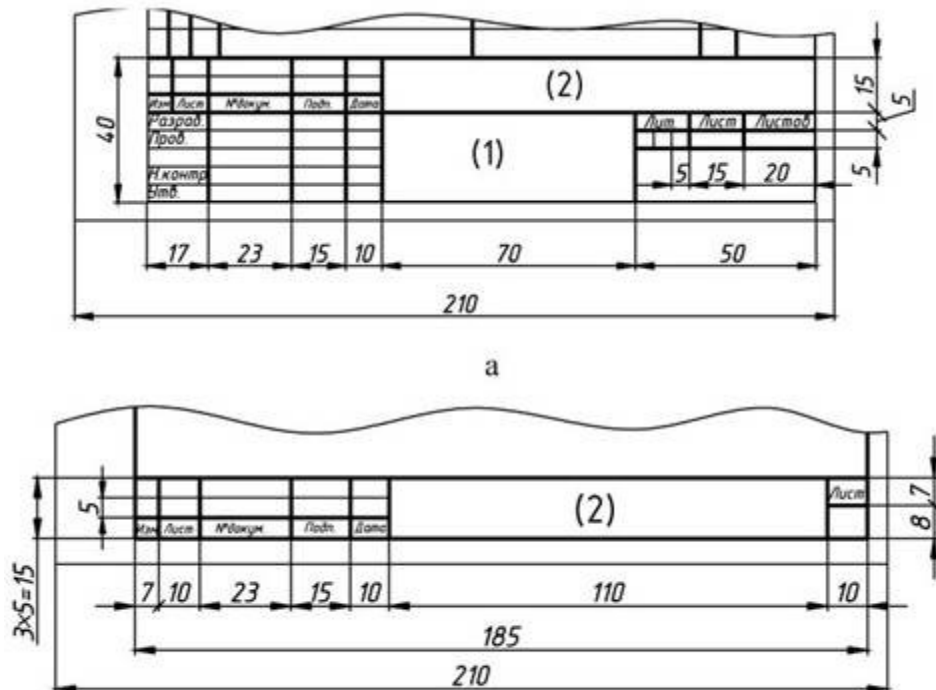 (2)
15
5
40
Изм. Лист №докум. Подп. Дата
Разраб.
Лит. Лист Листов
Пров.
(1)
5 15 20
5
Н.контр
Утв.
17 23 15 10 70 50
210
а
5
(2)
Лист
7
Изм. Лист №докум. Подп. Дата
8
3×5=15
7 10 23 15 10 110 10
185
210